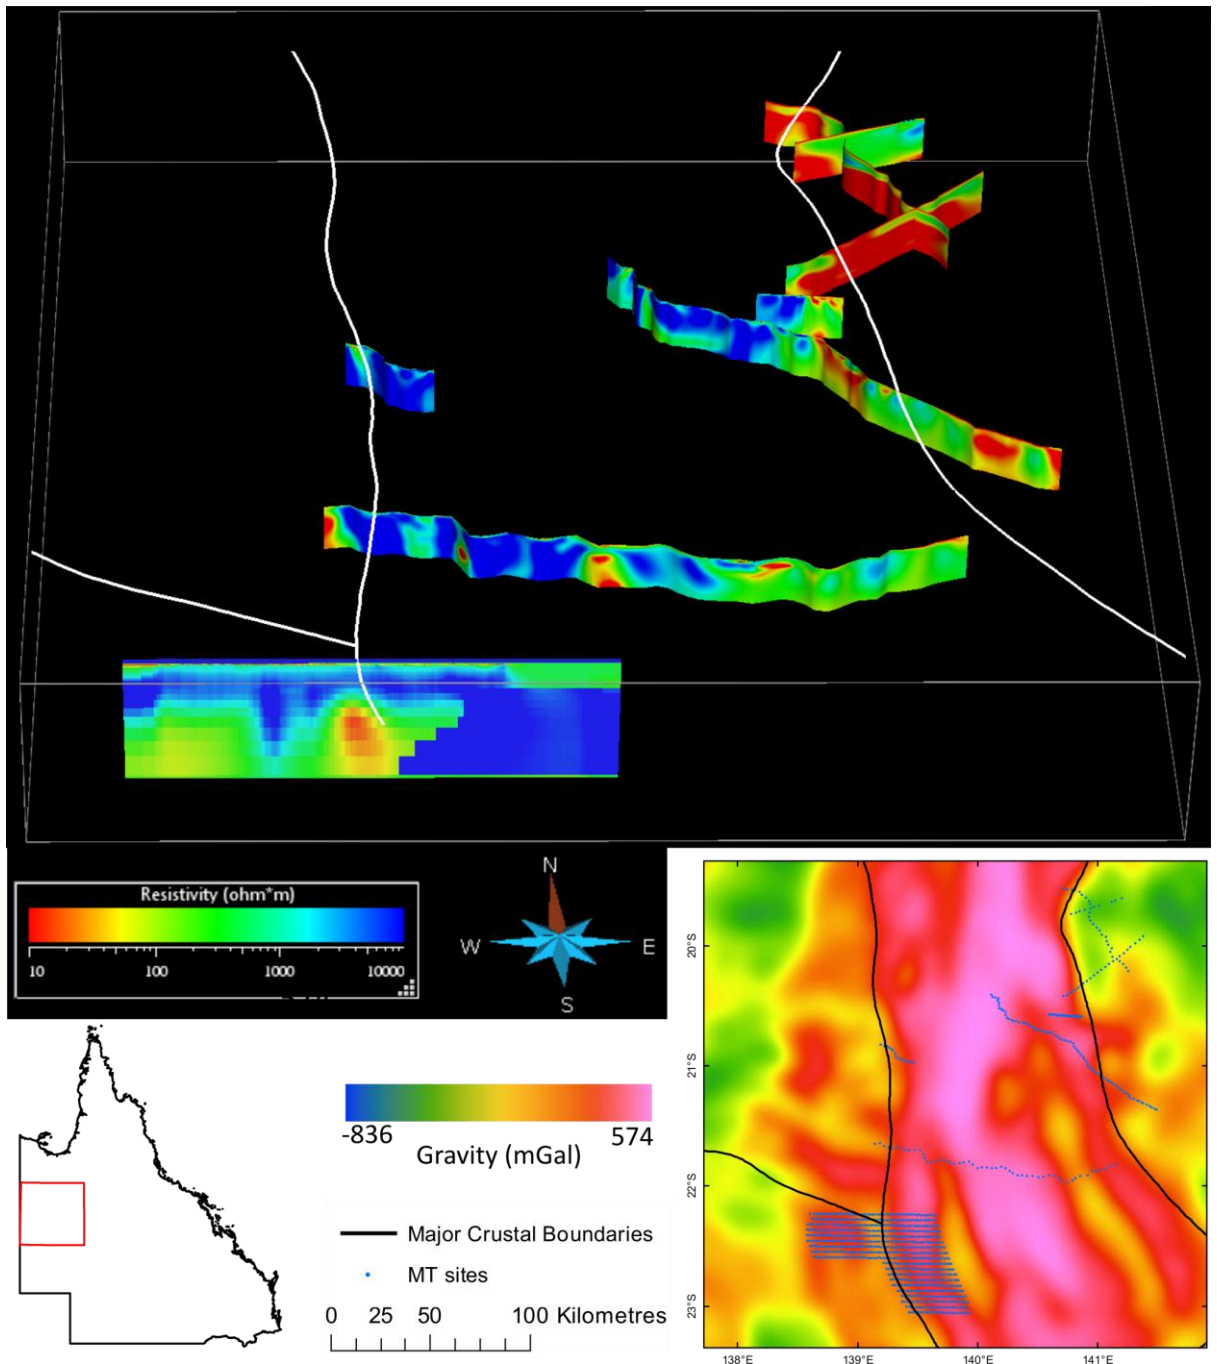 Resistivity (ohm*m)
10
100
1000
10000
N
W
E
S
-836
574
Gravity (mGal)
Major Crustal Boundaries
MT sites
0
25
50
100 Kilometres
20°S
21°S
22°S
23°S
138°E
139°E
140°E
141°E